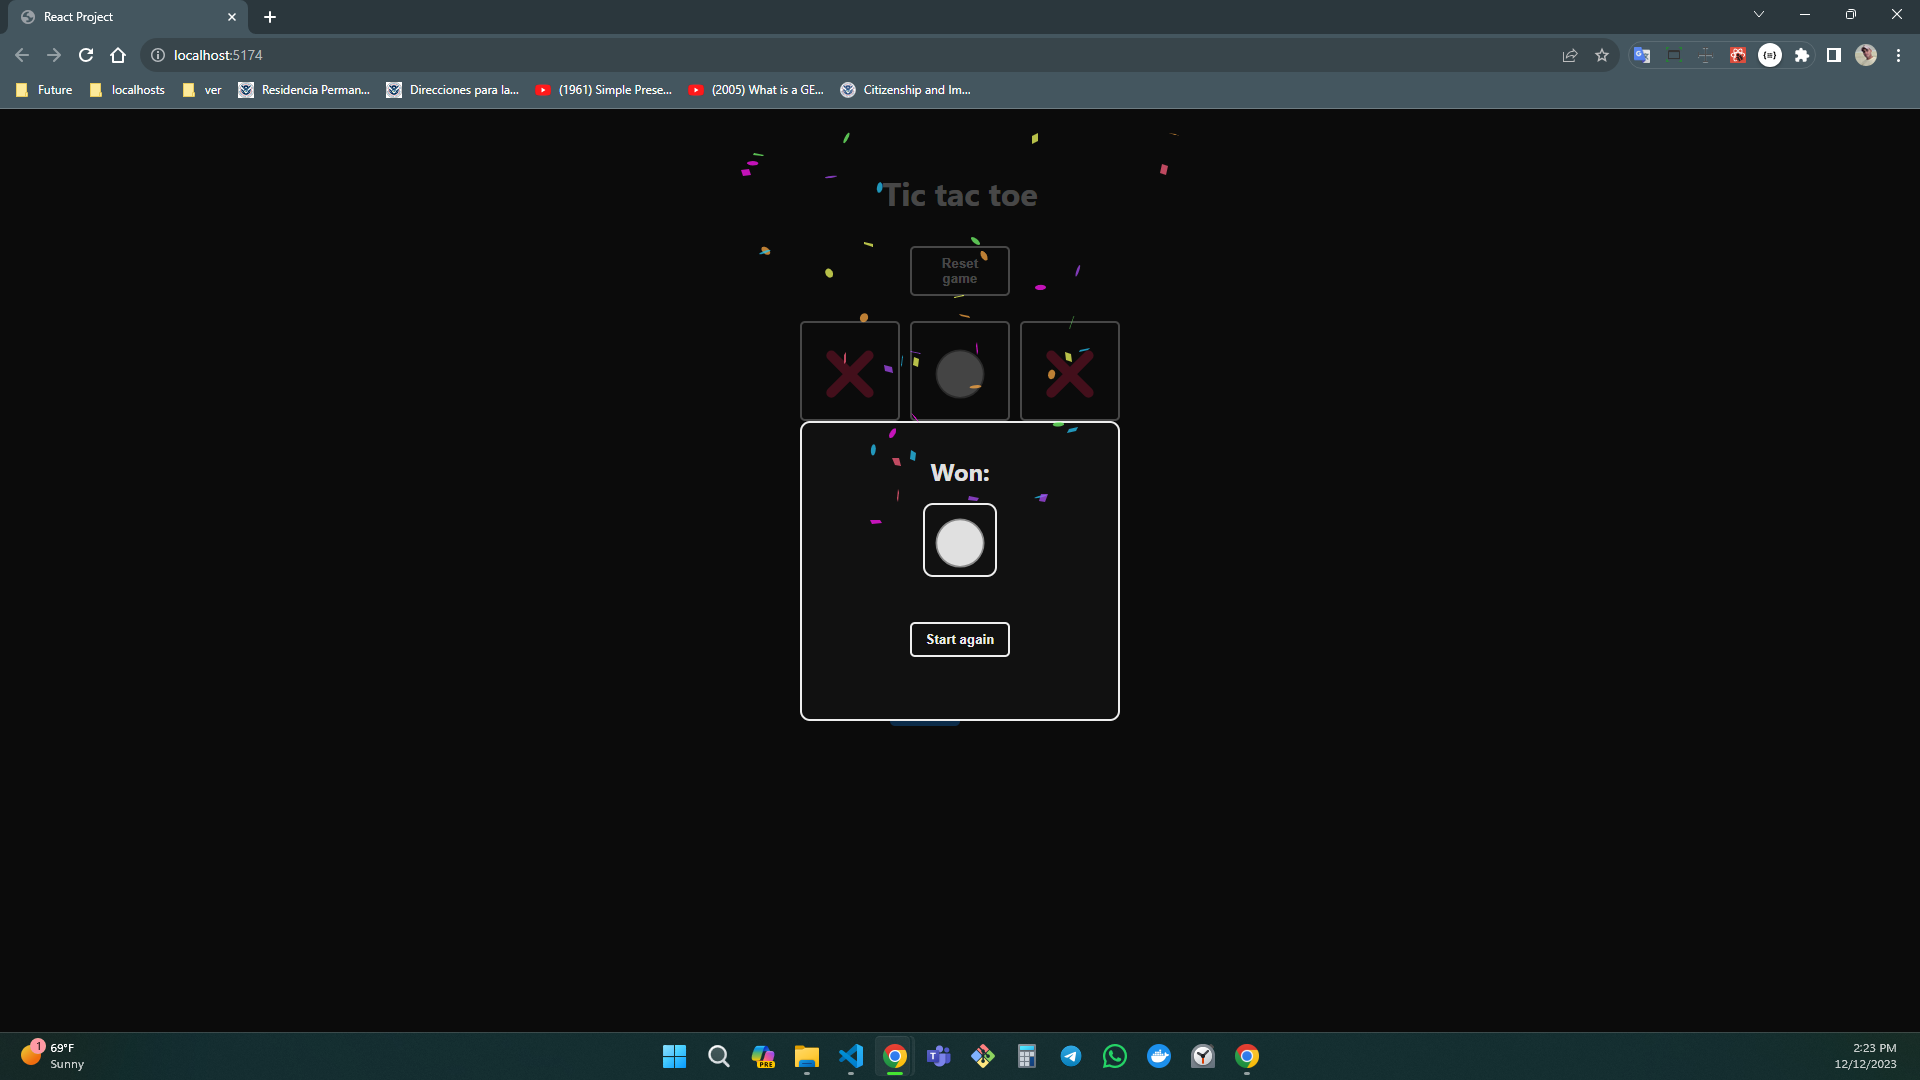 React Project
localhost:5174
Future
localhosts
ver
Residencia Perman...
Direcciones para la...
(1961) Simple Prese...
(2005) What is a GE...
Citizenship and Im...
Tic tac toe
Reset
game
Won:
Start again
1
69°F
Sunny
PRE
2:23 PM
12/12/2023